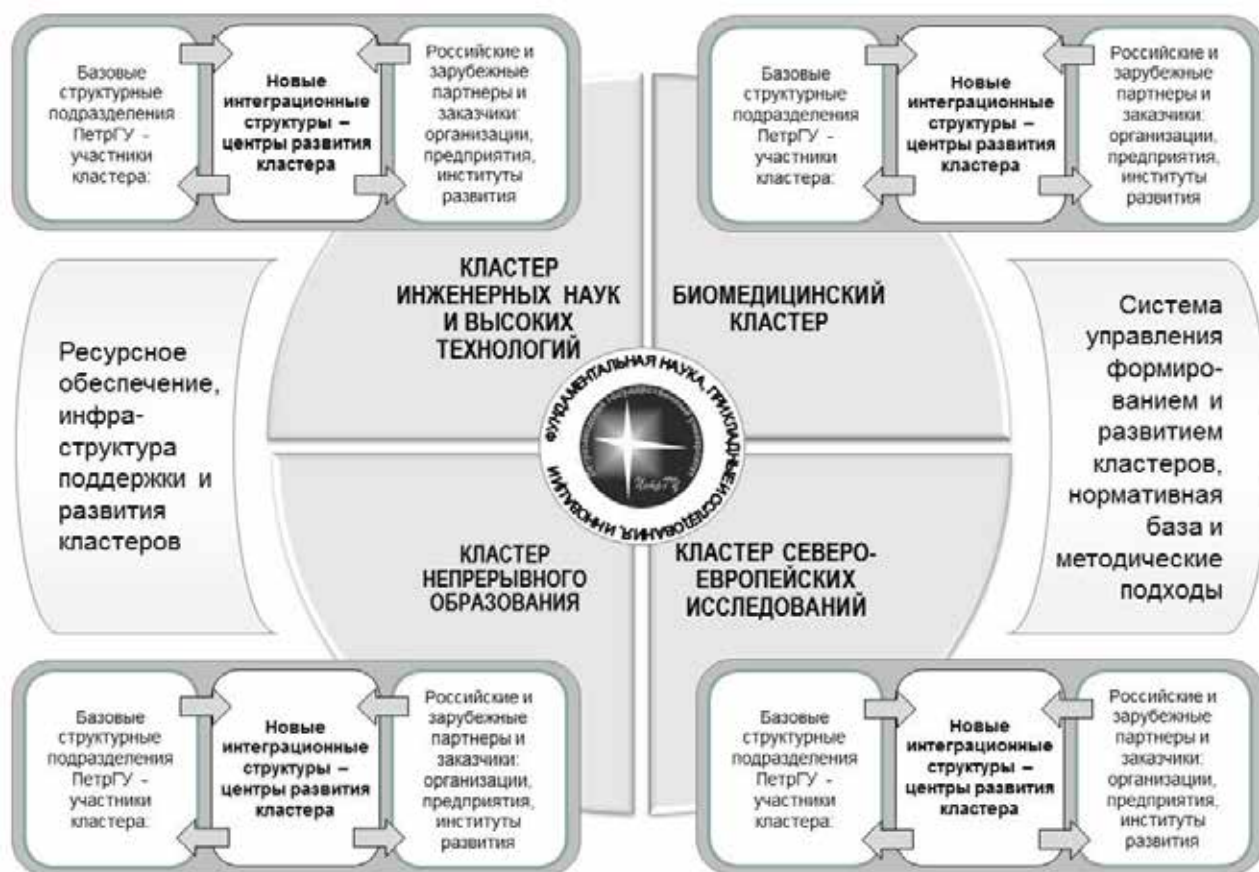 Базовые
структурные
подразделения
ПетрГУ -
участники
кластера:
Новые
интеграционные
структуры –
центры развития
кластера
Российские и
зарубежные
партнеры и
заказчики:
организации,
предприятия,
институты
развития
Базовые
структурные
подразделения
ПетрГУ -
участники
кластера:
Новые
интеграционные
структуры –
центры развития
кластера
Российские и
зарубежные
партнеры и
заказчики:
организации,
предприятия,
институты
развития
КЛАСТЕР
ИНЖЕНЕРНЫХ НАУК
И ВЫСОКИХ
ТЕХНОЛОГИЙ
БИОМЕДИЦИНСКИЙ
КЛАСТЕР
Ресурсное
обеспечение,
инфра-
структура
поддержки и
развития
кластеров
ФУНДАМЕНТАЛЬНАЯ НАУКА, ПРИКЛАДНЫЕ ИССЛЕДОВАНИЯ, ИННОВАЦИИ
ПетрГУ
Система
управления
формиро-
ванием и
развитием
кластеров,
нормативная
база и
методические
подходы
КЛАСТЕР
НЕПРЕРЫВНОГО
ОБРАЗОВАНИЯ
КЛАСТЕР СЕВЕРО-
ЕВРОПЕЙСКИХ
ИССЛЕДОВАНИЙ
Базовые
структурные
подразделения
ПетрГУ -
участники
кластера:
Новые
интеграционные
структуры –
центры развития
кластера
Российские и
зарубежные
партнеры и
заказчики:
организации,
предприятия,
институты
развития
Базовые
структурные
подразделения
ПетрГУ -
участники
кластера:
Новые
интеграционные
структуры –
центры развития
кластера
Российские и
зарубежные
партнеры и
заказчики:
организации,
предприятия,
институты
развития